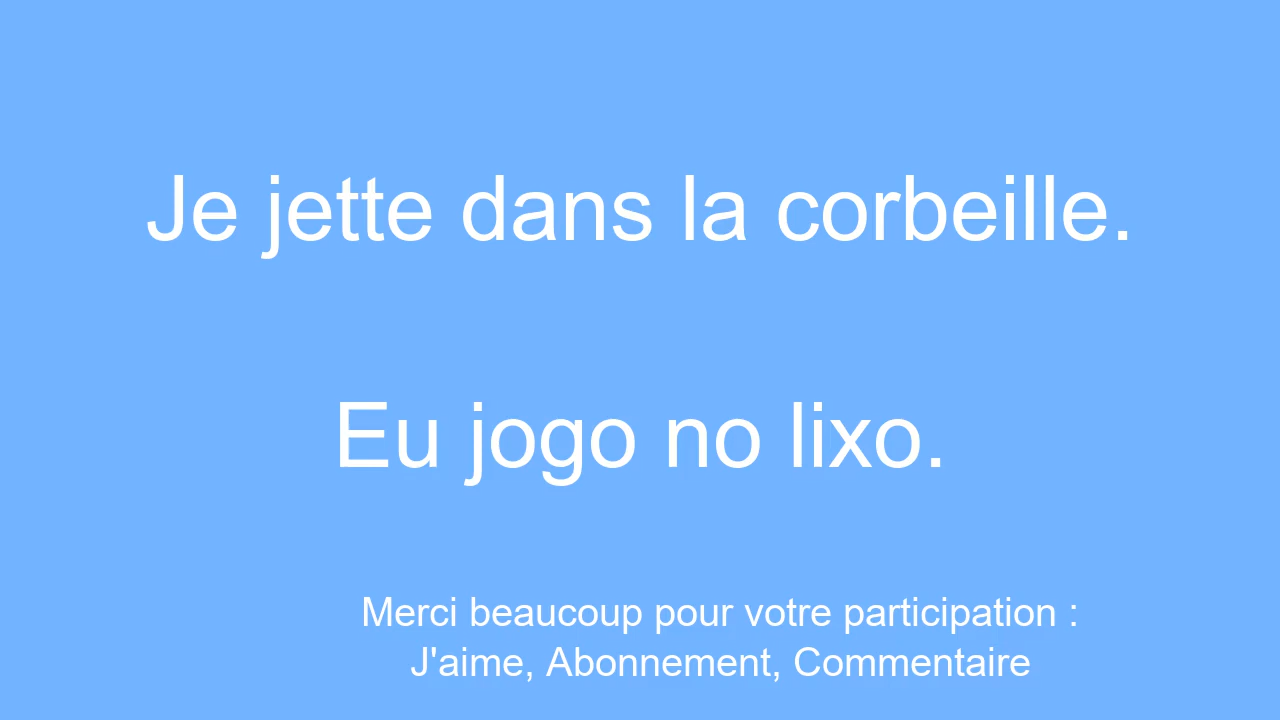 Je jette dans la corbeille.
Eu jogo no lixo.
Merci beaucoup pour votre participation :
J'aime, Abonnement, Commentaire